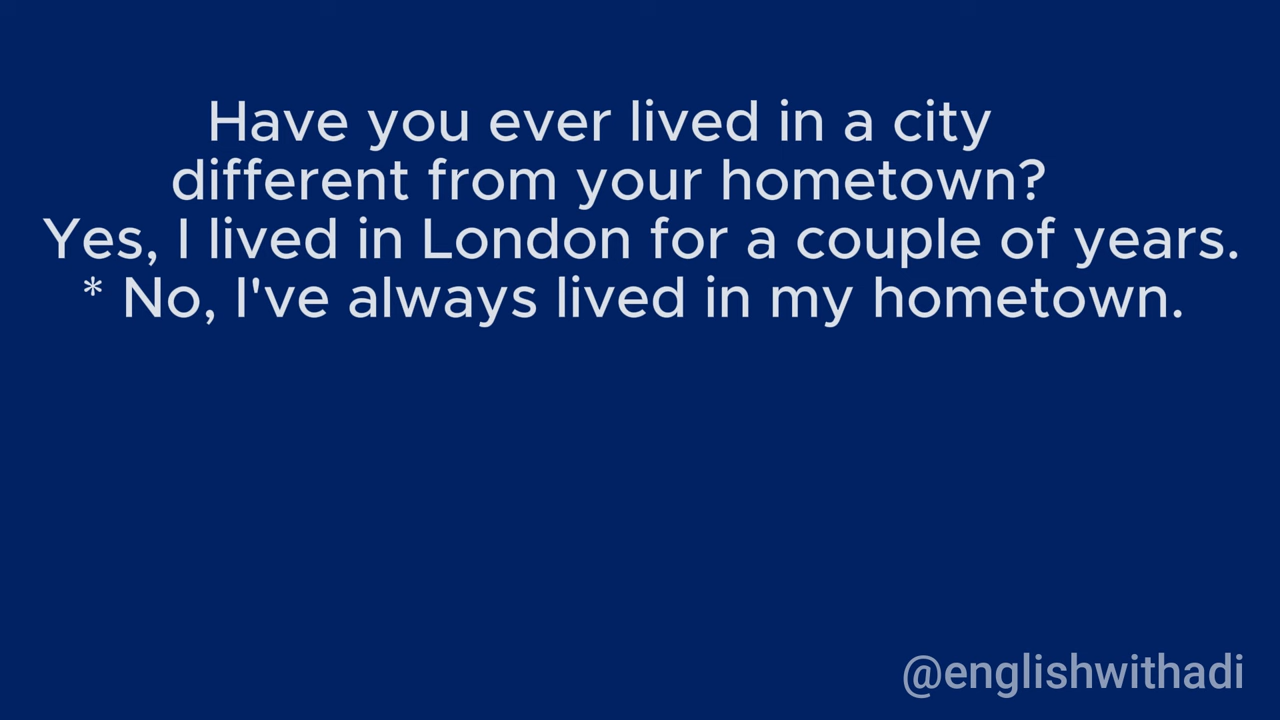 Have you ever lived in a city
different from your hometown?
Yes, I lived in London for a couple of years.
* No, I've always lived in my hometown.
@englishwithadi